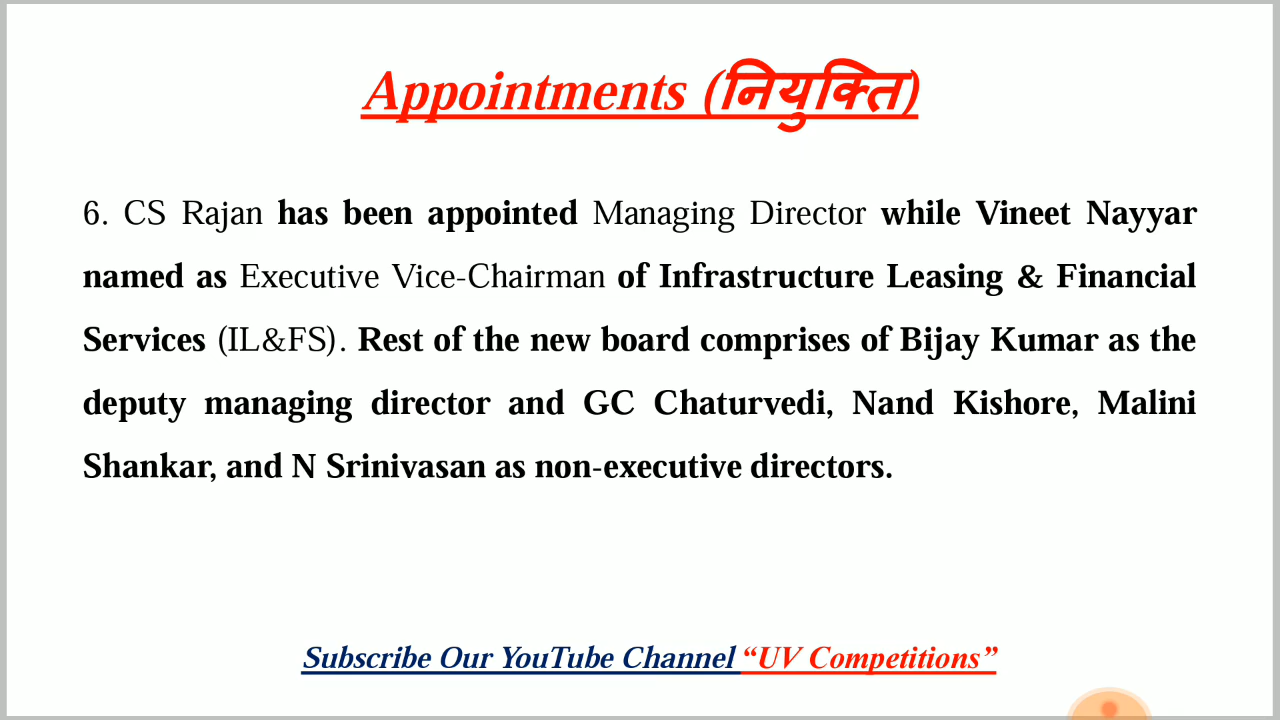 Appointments (नियुक्ति)
6. CS Rajan has been appointed Managing Director while Vineet Nayyar
named as Executive Vice-Chairman of Infrastructure Leasing & Financial
Services (IL&FS). Rest of the new board comprises of Bijay Kumar as the
deputy managing director and GC Chaturvedi, Nand Kishore, Malini
Shankar, and N Srinivasan as non-executive directors.
Subscribe Our YouTube Channel “UV Competitions”